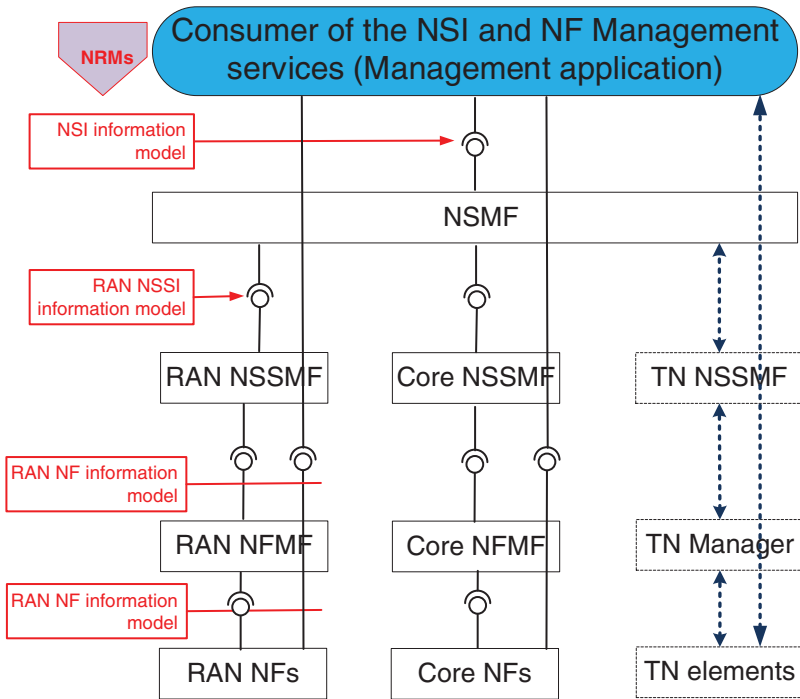 NRMs
Consumer of the NSI and NF Management
services (Management application)
NSI information
model
NSMF
RAN NSSI
information model
RAN NSSMF
Core NSSMF
TN NSSMF
RAN NF information
model
RAN NFMF
Core NFMF
TN Manager
RAN NF information
model
RAN NFs
Core NFs
TN elements